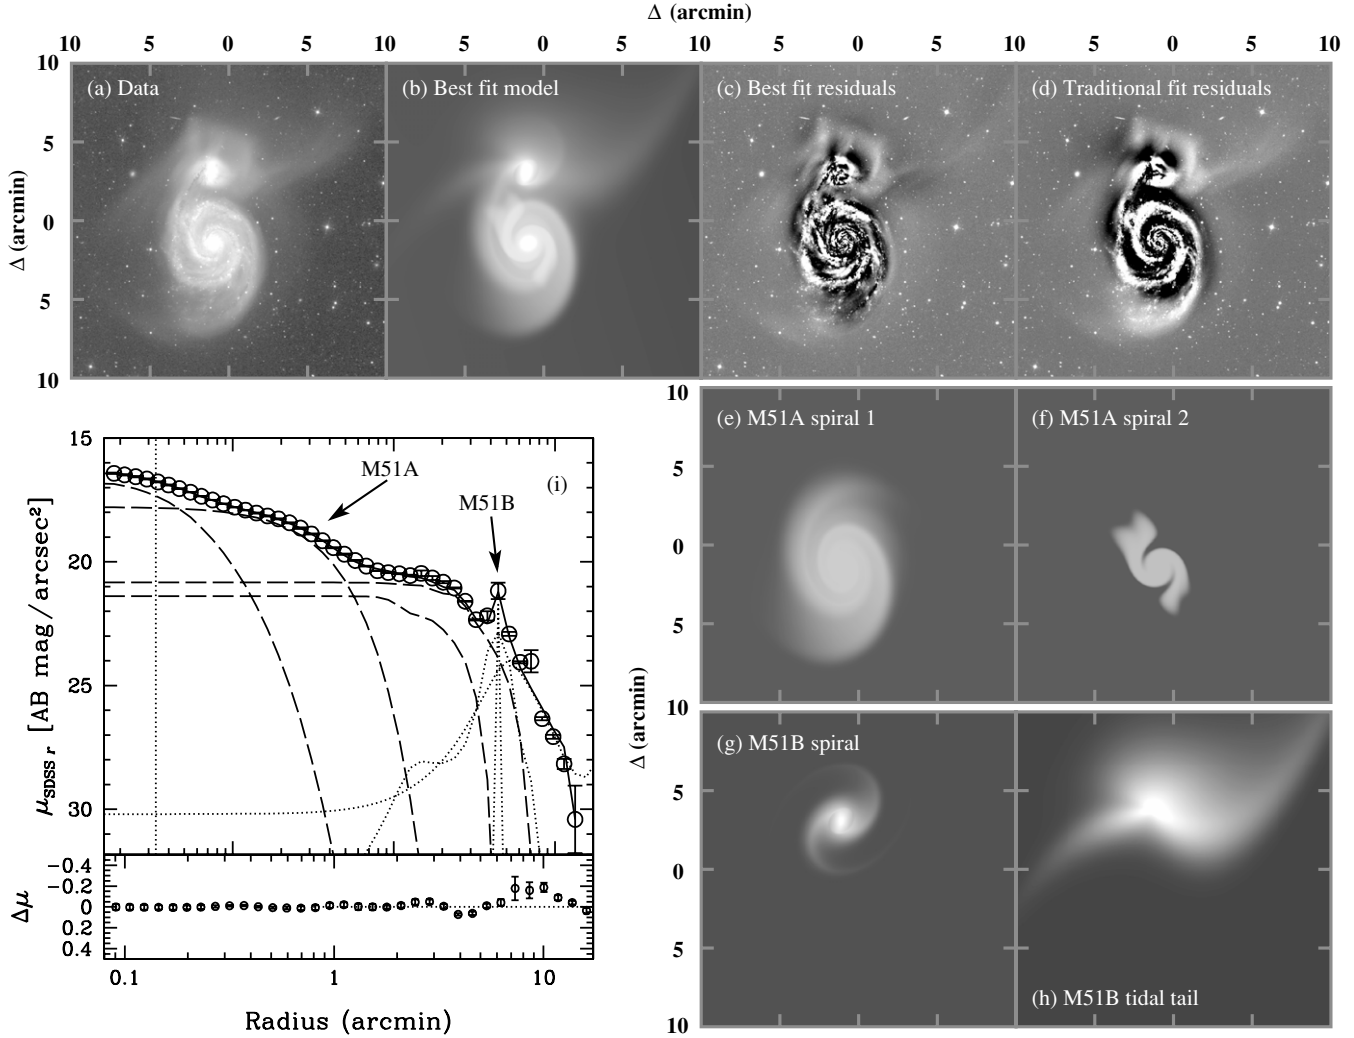 Δ (arcmin)
10 5 0 5 10 5 0 5 10 5 0 5 10 5 0 5 10
10
5
0
5
10
Δ (arcmin)
(a) Data
(b) Best fit model
(c) Best fit residuals
(d) Traditional fit residuals
10
5
0
5
10
Δ (arcmin)
(e) M51A spiral 1
(f) M51A spiral 2
5
0
5
10
(g) M51B spiral
(h) M51B tidal tail
15
20
25
30
μSDSS r [AB mag/arcsec²]
M51A
M51B
(i)
-0.4
-0.2
0
0.2
0.4
Δμ
0.1 1 10
Radius (arcmin)